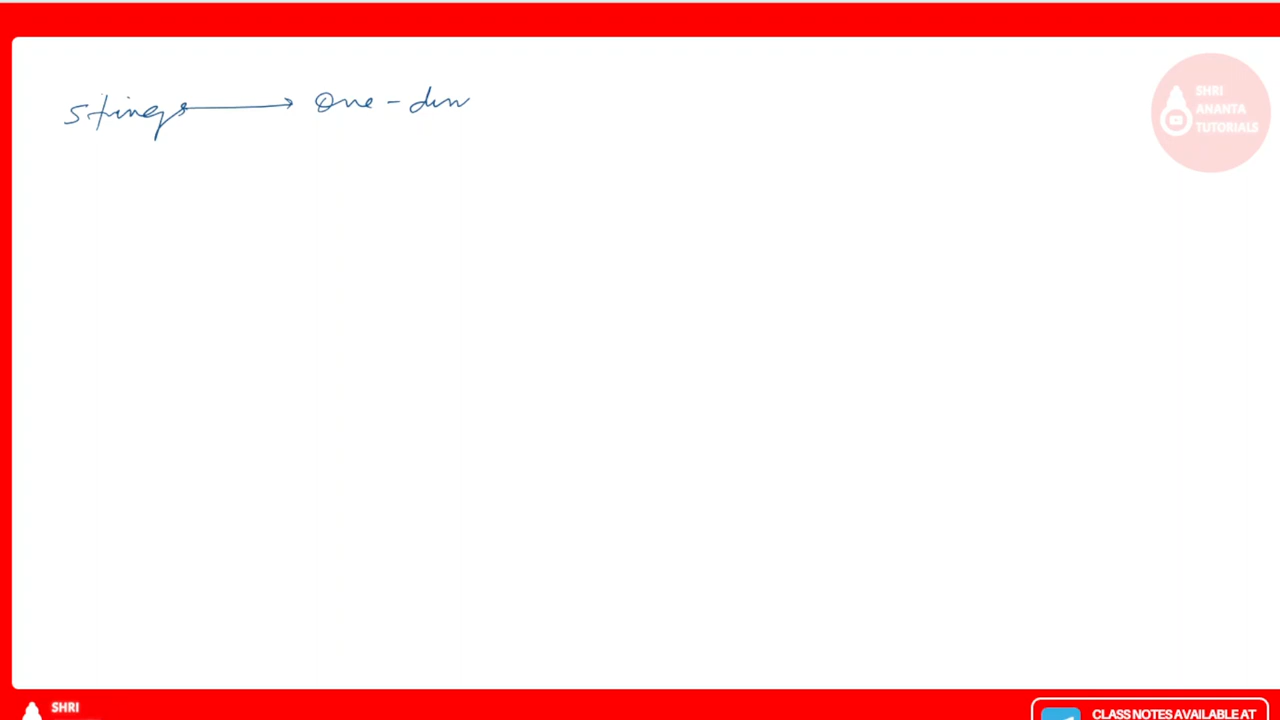 Strings → One-dim
SHRI
ANANTA
TUTORIALS
SHRI
CLASS NOTES AVAILABLE AT